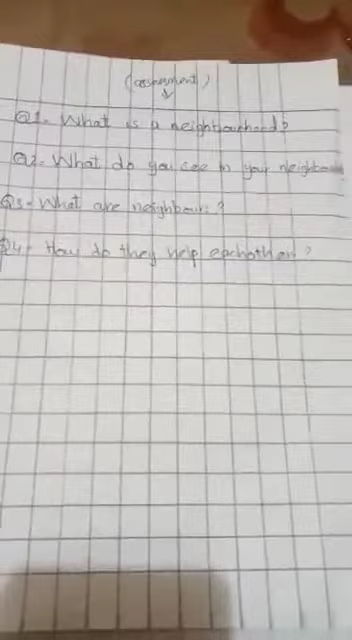 (assessment)
Q1- What is a neighbourhood?
Q2- What do you see in your
Q3- What are neighbours?
Q4- How do they help eachother?